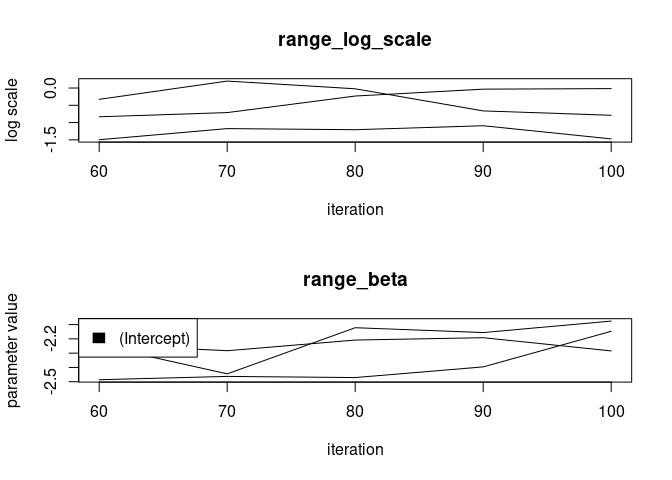 range_log_scale
log scale
0.0
-1.5
60 70 80 90 100
iteration
range_beta
parameter value
-2.2
-2.5
(Intercept)
60 70 80 90 100
iteration